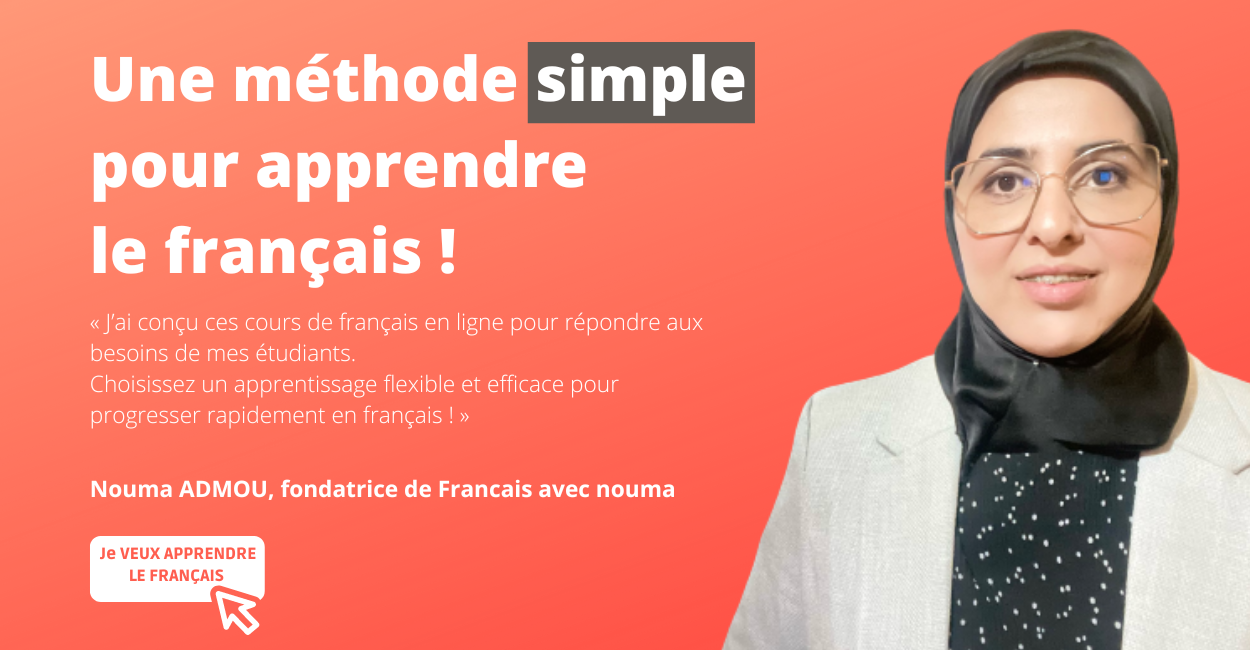 Une méthode simple
pour apprendre
le français !
« J’ai conçu ces cours de français en ligne pour répondre aux
besoins de mes étudiants.
Choisissez un apprentissage flexible et efficace pour
progresser rapidement en français ! »
Nouma ADMOU, fondatrice de Francais avec nouma
Je VEUX APPRENDRE
LE FRANÇAIS